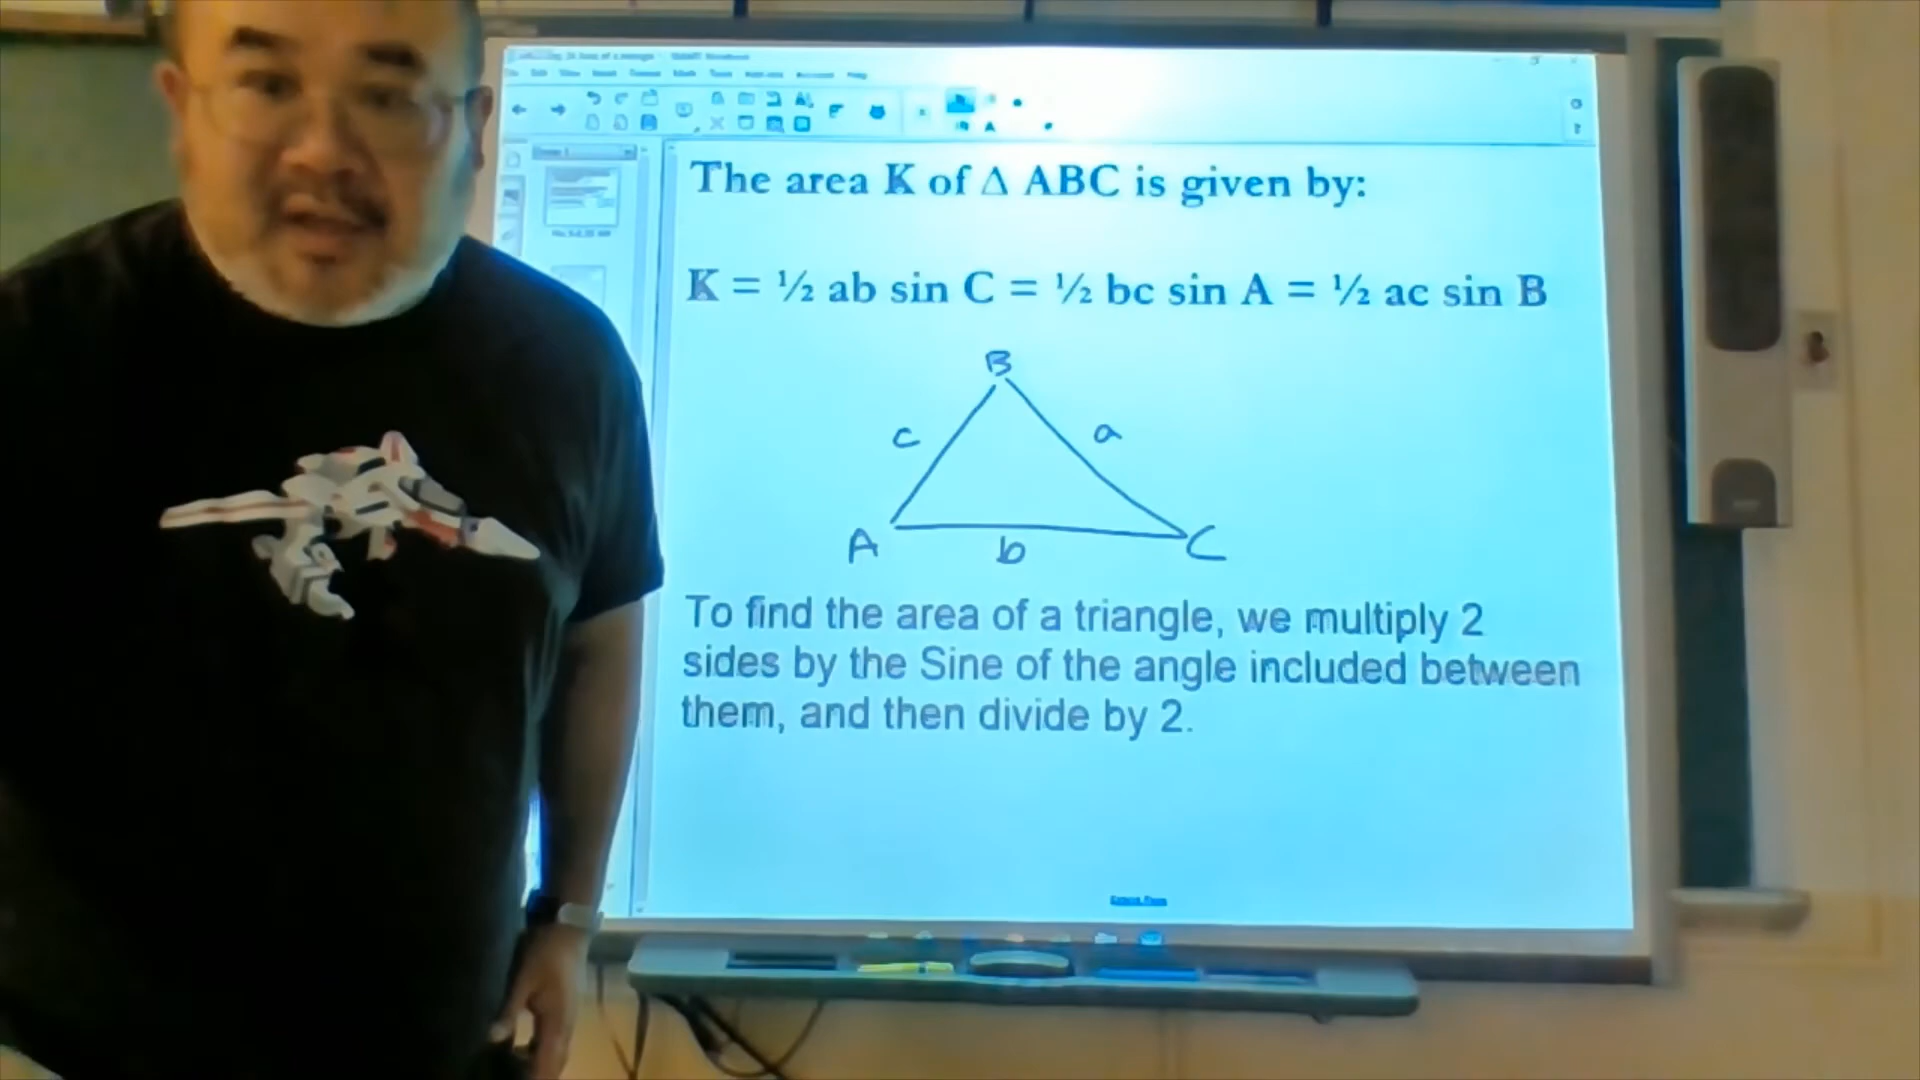 The area K of Δ ABC is given by:
K = ½ ab sin C = ½ bc sin A = ½ ac sin B
B
c a
A b C
To find the area of a triangle, we multiply 2
sides by the Sine of the angle included between
them, and then divide by 2.